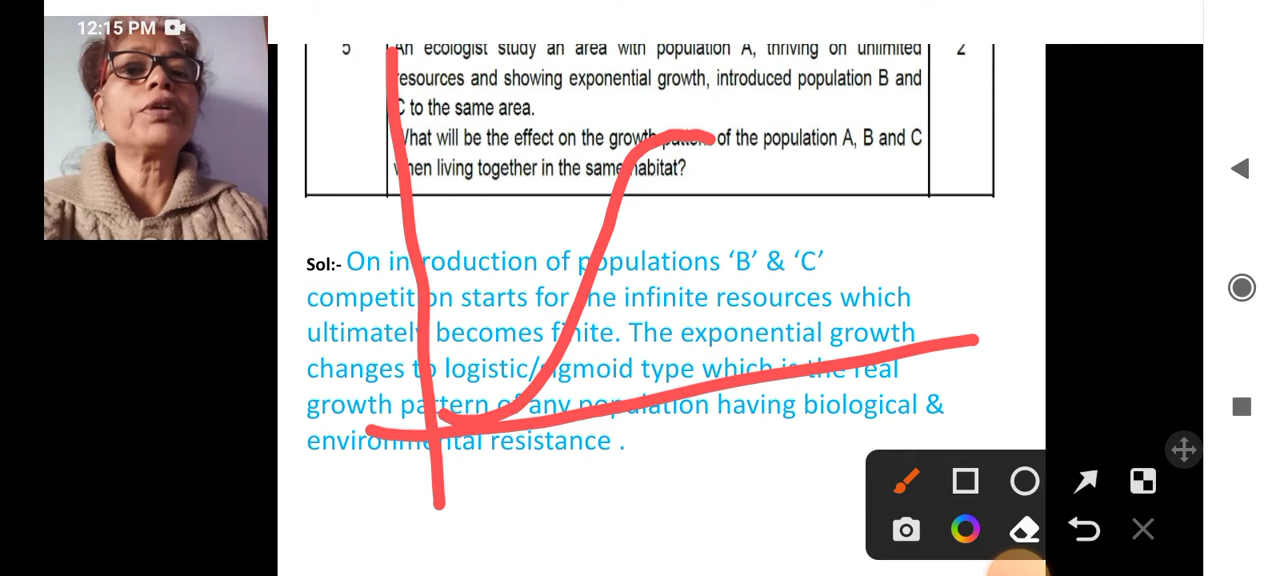 12:15 PM
5
An ecologist study an area with population A, thriving on unlimited
2
resources and showing exponential growth, introduced population B and
C to the same area.
What will be the effect on the growth pattern of the population A, B and C
when living together in the same habitat?
Sol:- On introduction of populations ‘B’ & ‘C’
competition starts for the infinite resources which
ultimately becomes finite. The exponential growth
changes to logistic/sigmoid type which is the real
growth pattern of any population having biological &
environmental resistance .